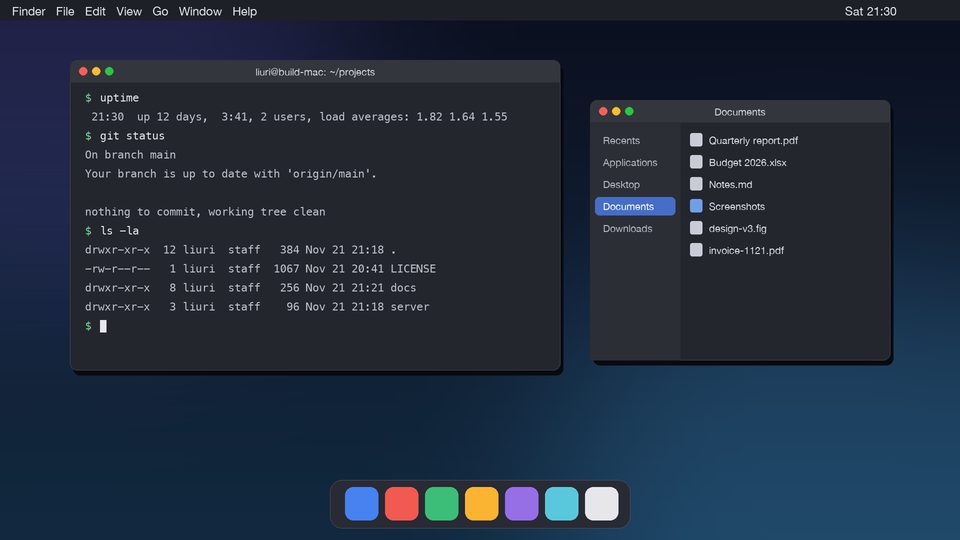 Finder File Edit View Go Window Help Sat 21:30
liuri@build-mac: ~/projects
$ uptime
21:30 up 12 days, 3:41, 2 users, load averages: 1.82 1.64 1.55
$ git status
On branch main
Your branch is up to date with 'origin/main'.
nothing to commit, working tree clean
$ ls -la
drwxr-xr-x 12 liuri staff 384 Nov 21 21:18 .
-rw-r--r-- 1 liuri staff 1067 Nov 21 20:41 LICENSE
drwxr-xr-x 8 liuri staff 256 Nov 21 21:21 docs
drwxr-xr-x 3 liuri staff 96 Nov 21 21:18 server
$
Documents
Recents
Applications
Desktop
Documents
Downloads
Quarterly report.pdf
Budget 2026.xlsx
Notes.md
Screenshots
design-v3.fig
invoice-1121.pdf